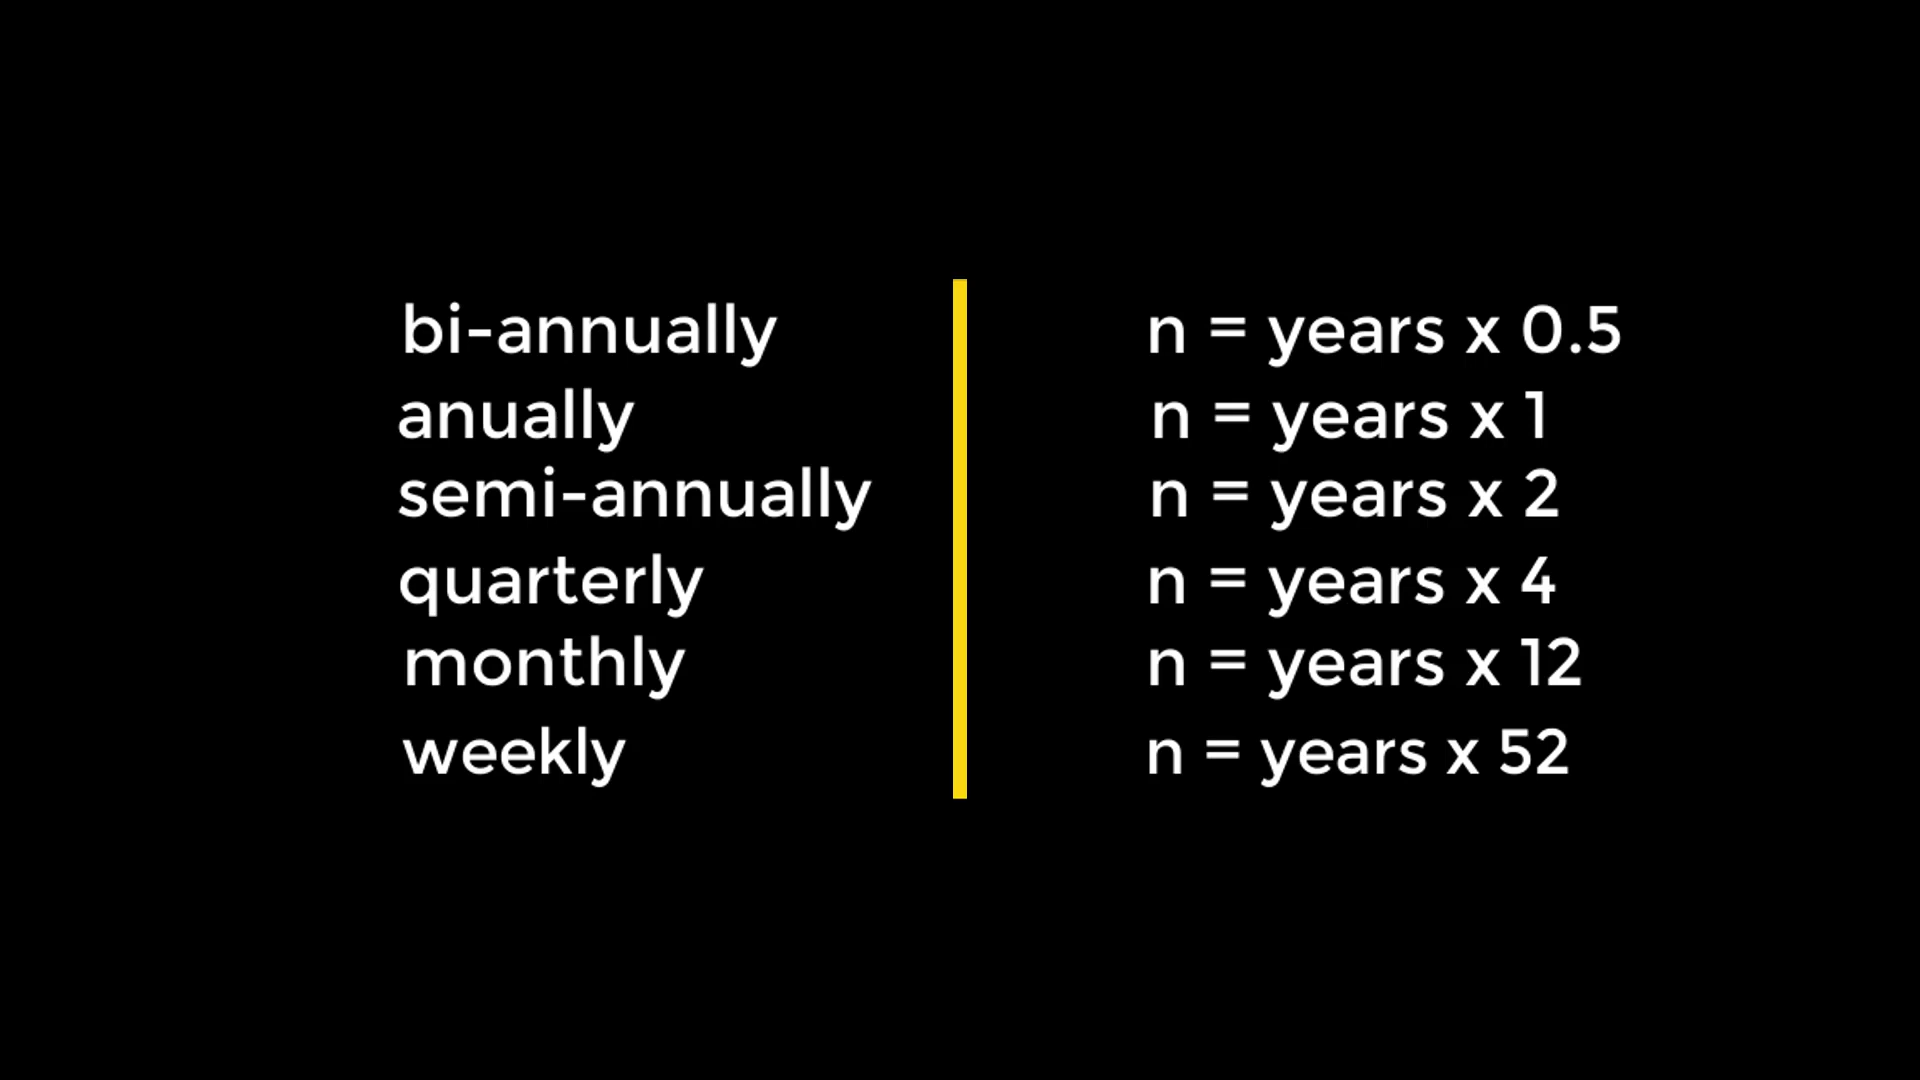 bi-annually n = years x 0.5
anually n = years x 1
semi-annually n = years x 2
quarterly n = years x 4
monthly n = years x 12
weekly n = years x 52